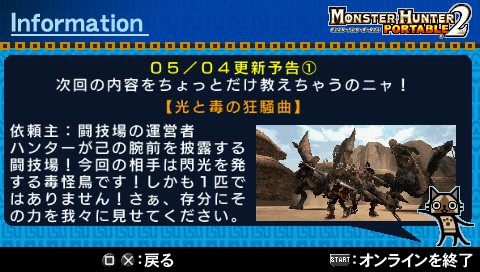 Information
MONSTER HUNTER
PORTABLE 2
05/04更新予告①
次回の内容をちょっとだけ教えちゃうのニャ!
【光と毒の狂騒曲】
依頼主:闘技場の運営者
ハンターが己の腕前を披露する
闘技場!今回の相手は閃光を発
する毒怪鳥です!しかも1匹で
はありません!さぁ、存分にそ
の力を我々に見せてください。
□×:戻る
START:オンラインを終了